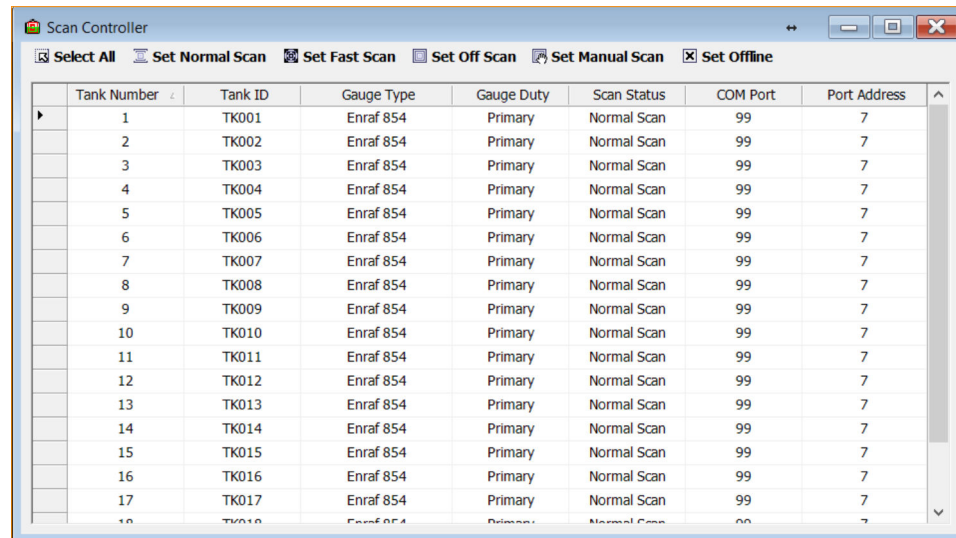 Scan Controller
Select All Set Normal Scan Set Fast Scan Set Off Scan Set Manual Scan Set Offline
Tank Number Tank ID Gauge Type Gauge Duty Scan Status COM Port Port Address
1 TK001 Enraf 854 Primary Normal Scan 99 7
2 TK002 Enraf 854 Primary Normal Scan 99 7
3 TK003 Enraf 854 Primary Normal Scan 99 7
4 TK004 Enraf 854 Primary Normal Scan 99 7
5 TK005 Enraf 854 Primary Normal Scan 99 7
6 TK006 Enraf 854 Primary Normal Scan 99 7
7 TK007 Enraf 854 Primary Normal Scan 99 7
8 TK008 Enraf 854 Primary Normal Scan 99 7
9 TK009 Enraf 854 Primary Normal Scan 99 7
10 TK010 Enraf 854 Primary Normal Scan 99 7
11 TK011 Enraf 854 Primary Normal Scan 99 7
12 TK012 Enraf 854 Primary Normal Scan 99 7
13 TK013 Enraf 854 Primary Normal Scan 99 7
14 TK014 Enraf 854 Primary Normal Scan 99 7
15 TK015 Enraf 854 Primary Normal Scan 99 7
16 TK016 Enraf 854 Primary Normal Scan 99 7
17 TK017 Enraf 854 Primary Normal Scan 99 7